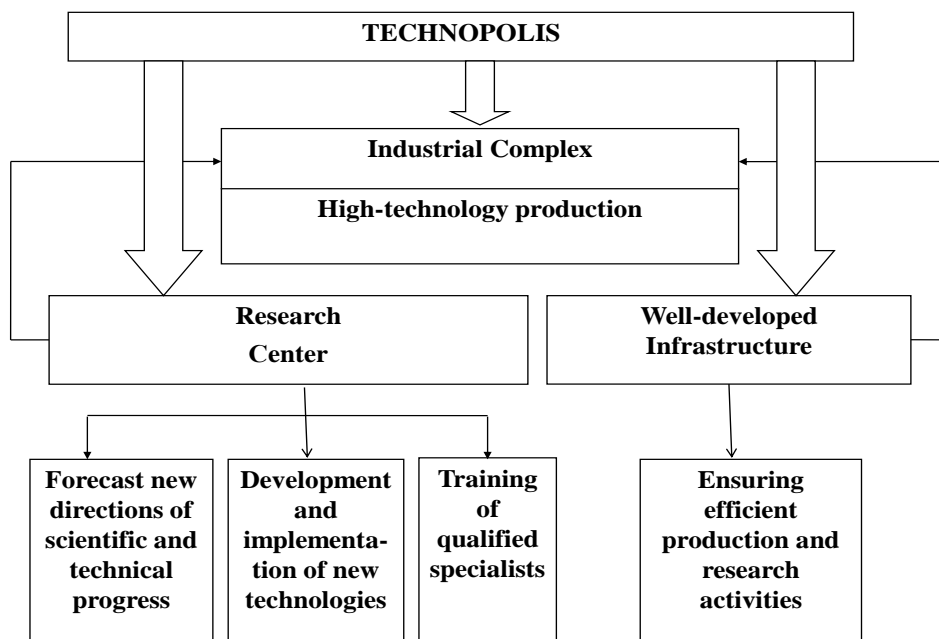 TECHNOPOLIS
Industrial Complex
High-technology production
Research
Center
Well-developed
Infrastructure
Forecast new
directions of
scientific and
technical
progress
Development
and
implementa-
tion of new
technologies
Training
of
qualified
specialists
Ensuring
efficient
production and
research
activities